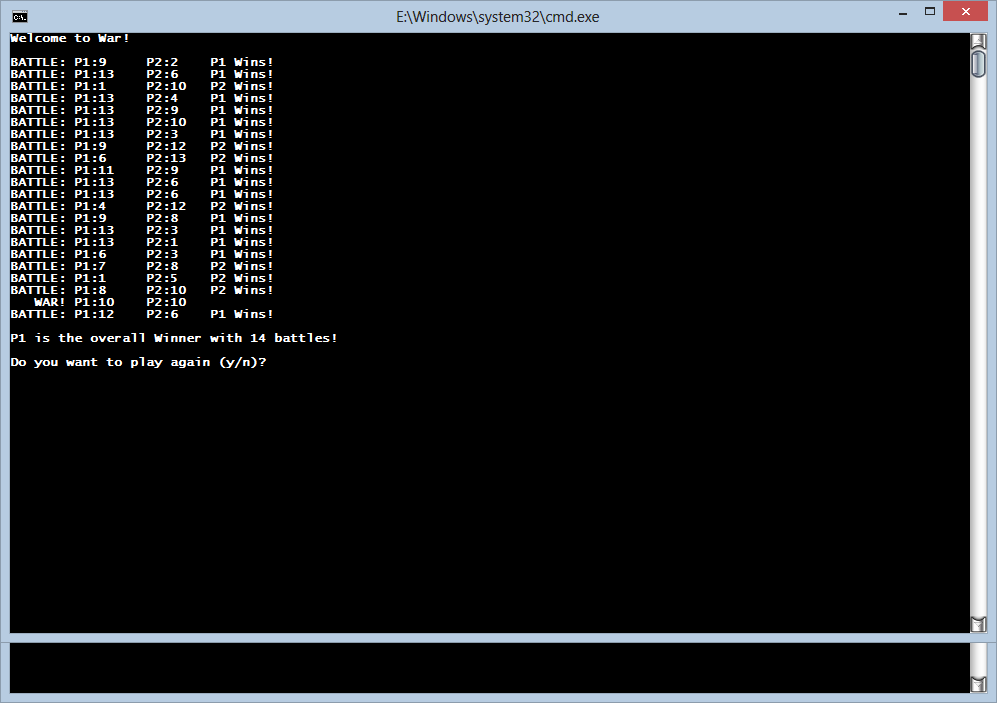 E:\Windows\system32\cmd.exe
Welcome to War!
BATTLE: P1:9 P2:2 P1 Wins!
BATTLE: P1:13 P2:6 P1 Wins!
BATTLE: P1:1 P2:10 P2 Wins!
BATTLE: P1:13 P2:4 P1 Wins!
BATTLE: P1:13 P2:9 P1 Wins!
BATTLE: P1:13 P2:10 P1 Wins!
BATTLE: P1:13 P2:3 P1 Wins!
BATTLE: P1:9 P2:12 P2 Wins!
BATTLE: P1:6 P2:13 P2 Wins!
BATTLE: P1:11 P2:9 P1 Wins!
BATTLE: P1:13 P2:6 P1 Wins!
BATTLE: P1:13 P2:6 P1 Wins!
BATTLE: P1:4 P2:12 P2 Wins!
BATTLE: P1:9 P2:8 P1 Wins!
BATTLE: P1:13 P2:3 P1 Wins!
BATTLE: P1:13 P2:1 P1 Wins!
BATTLE: P1:6 P2:3 P1 Wins!
BATTLE: P1:7 P2:8 P2 Wins!
BATTLE: P1:1 P2:5 P2 Wins!
BATTLE: P1:8 P2:10 P2 Wins!
WAR! P1:10 P2:10
BATTLE: P1:12 P2:6 P1 Wins!
P1 is the overall Winner with 14 battles!
Do you want to play again (y/n)?